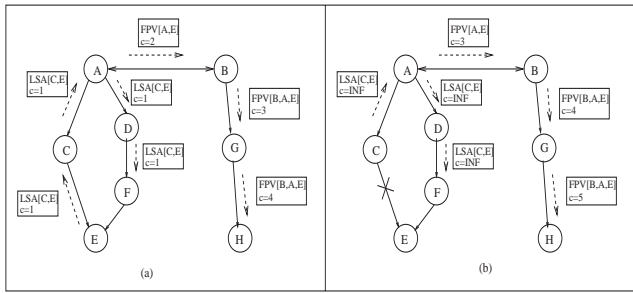 FPV[A,E]
c=2
A
B
LSA[C,E]
c=1
LSA[C,E]
c=1
FPV[B,A,E]
c=3
D
C
G
LSA[C,E]
c=1
LSA[C,E]
c=1
F
FPV[B,A,E]
c=4
E
H
(a)
FPV[A,E]
c=3
A
B
LSA[C,E]
c=INF
LSA[C,E]
c=INF
FPV[B,A,E]
c=4
D
C
G
LSA[C,E]
c=INF
F
FPV[B,A,E]
c=5
E
H
(b)